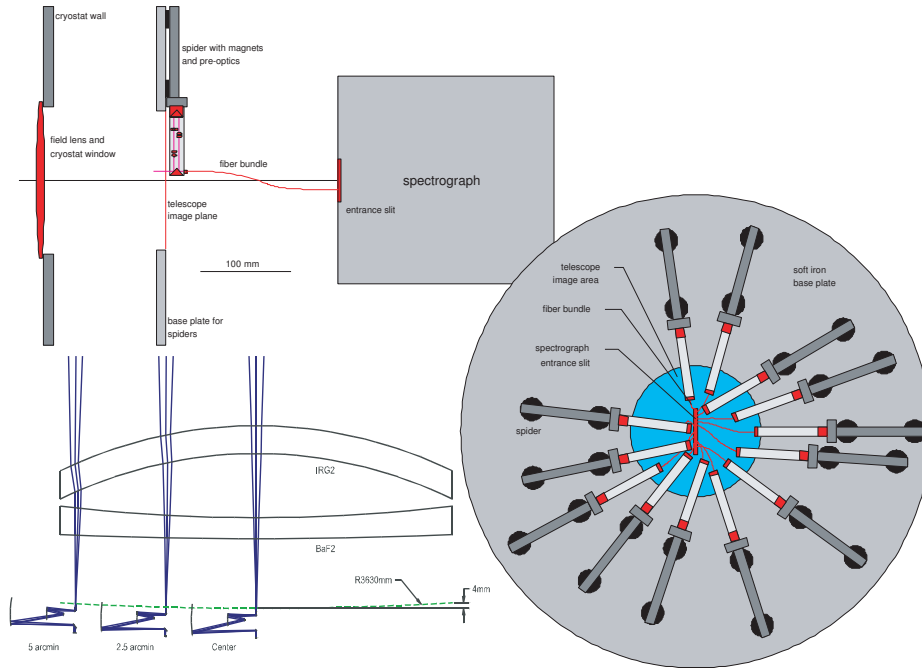 cryostat wall
spider with magnets
and pre-optics
field lens and
cryostat window
fiber bundle
spectrograph
entrance slit
telescope
image plane
100 mm
base plate for
spiders
telescope
image area
fiber bundle
spectrograph
entrance slit
soft iron
base plate
spider
IRG2
BaF2
R3630mm
4mm
5 arcmin
2.5 arcmin
Center